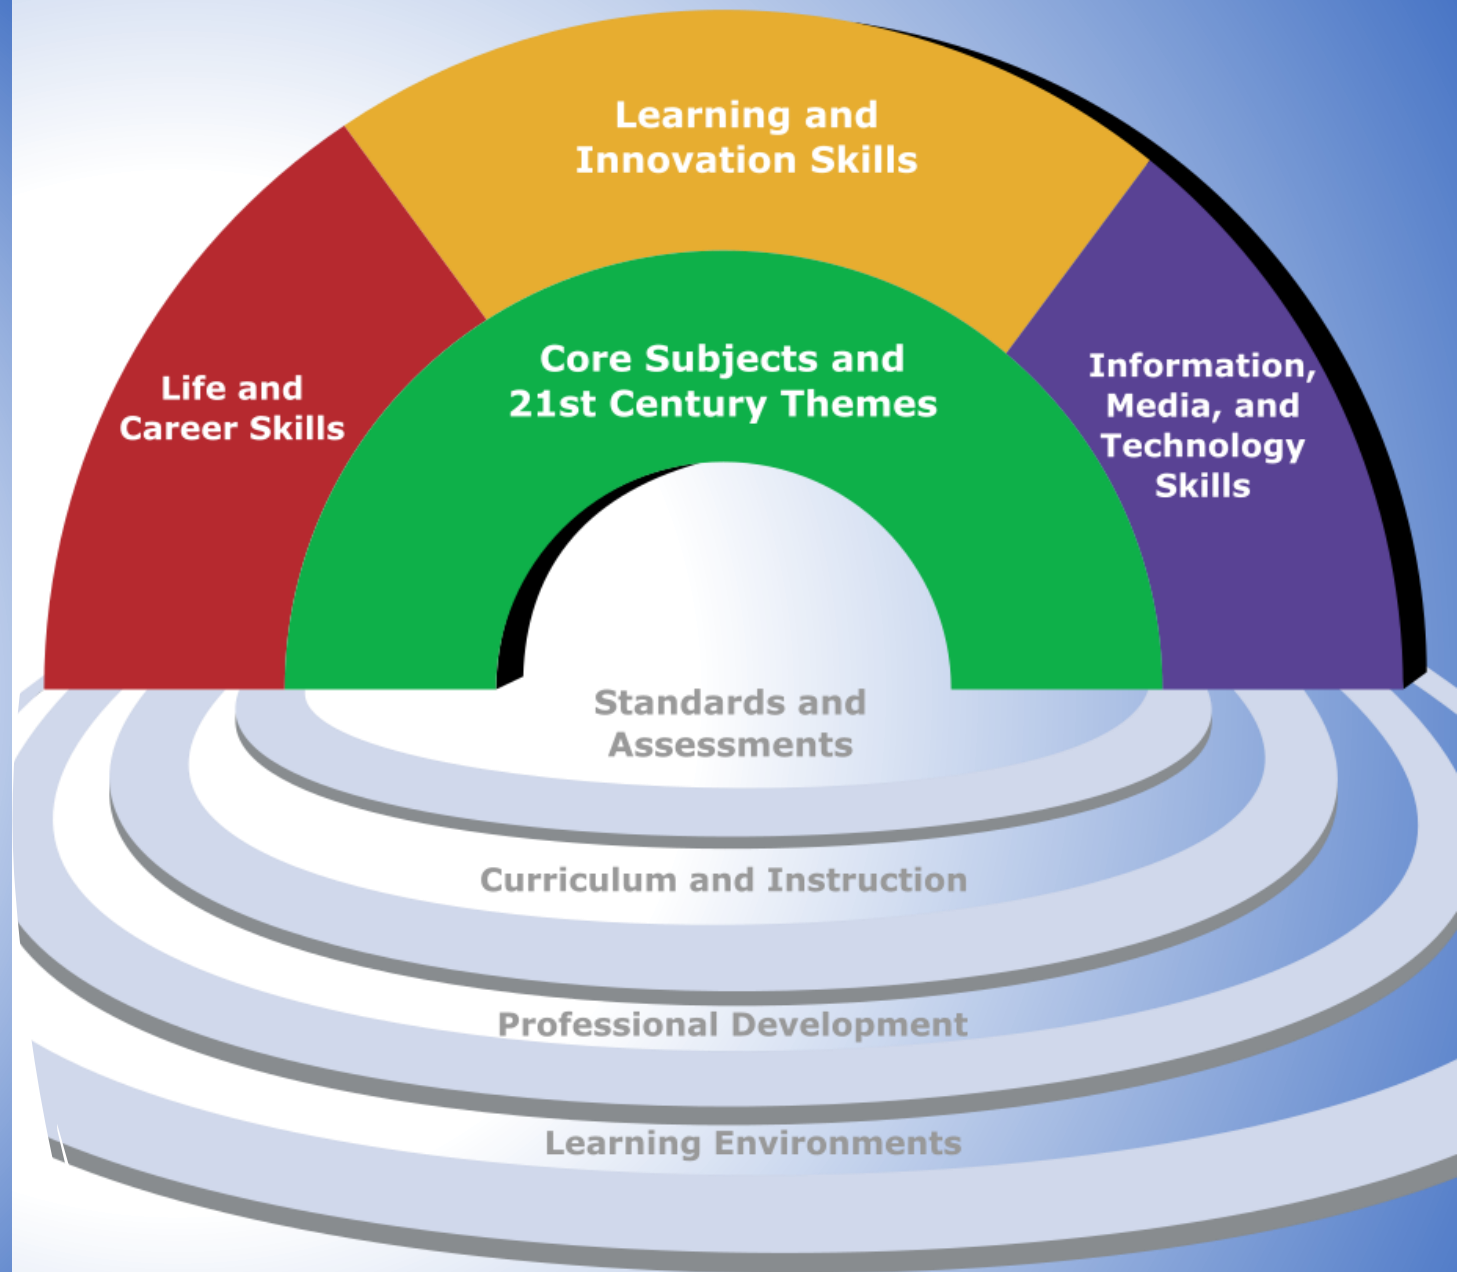 Learning and
Innovation Skills
Life and
Career Skills
Core Subjects and
21st Century Themes
Information,
Media, and
Technology
Skills
Standards and
Assessments
Curriculum and Instruction
Professional Development
Learning Environments